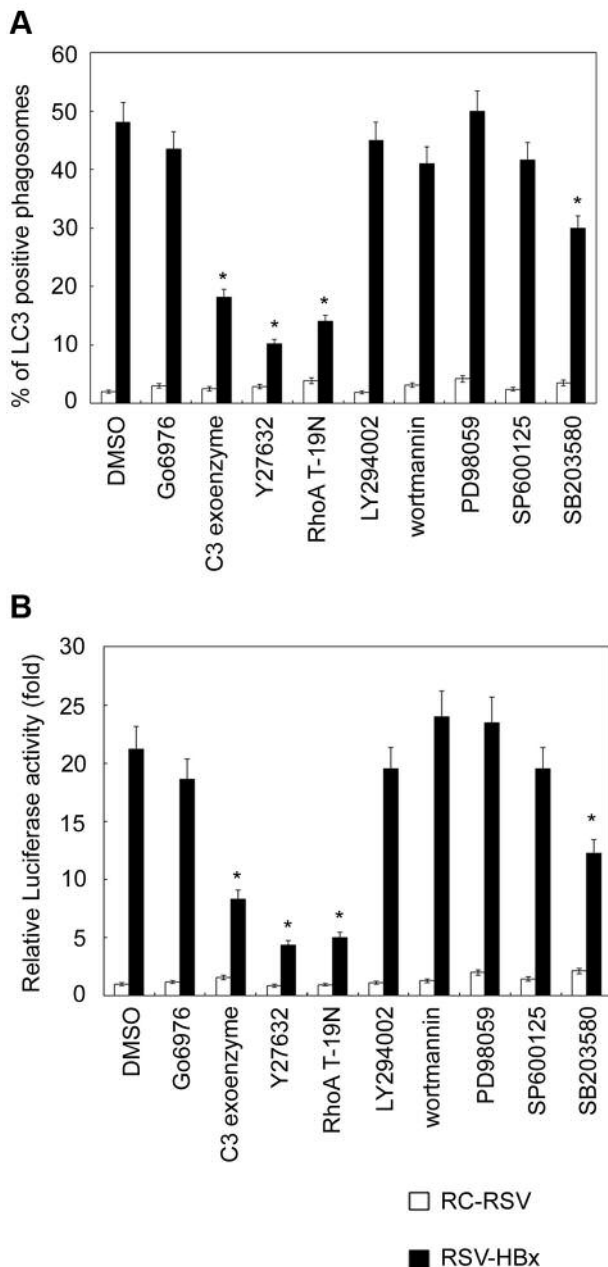 A
% of LC3 positive phagosomes
60
50
40
30
20
10
0
* * * *
DMSO
Go6976
C3 exoenzyme
Y27632
RhoA T-19N
LY294002
wortmannin
PD98059
SP600125
SB203580
B
Relative Luciferase activity (fold)
30
25
20
15
10
5
0
* * * *
DMSO
Go6976
C3 exoenzyme
Y27632
RhoA T-19N
LY294002
wortmannin
PD98059
SP600125
SB203580
RC-RSV
RSV-HBx